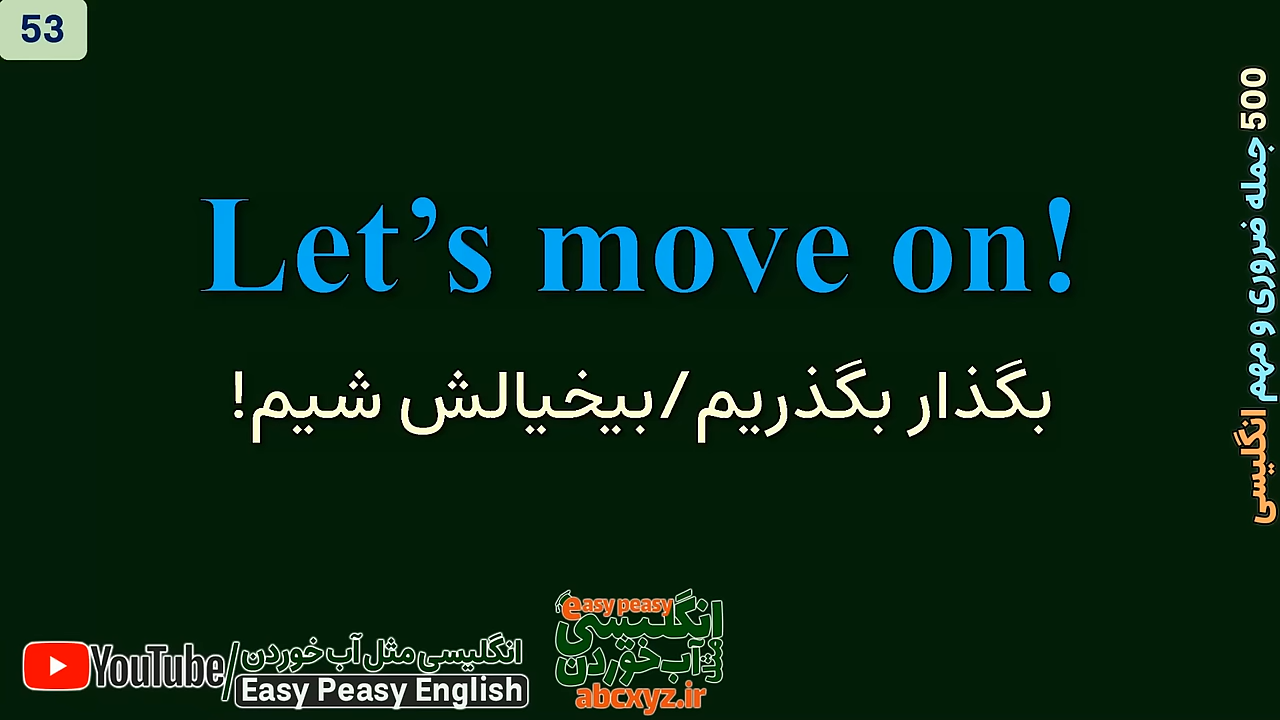 53
500 جمله ضروری و مهم انگلیسی
Let’s move on!
بگذار بگذریم/بیخیالش شیم!
YouTube/انگلیسی مثل آب خوردن
Easy Peasy English
easy peasy
انگلیسی
مثل آب خوردن
abcxyz.ir